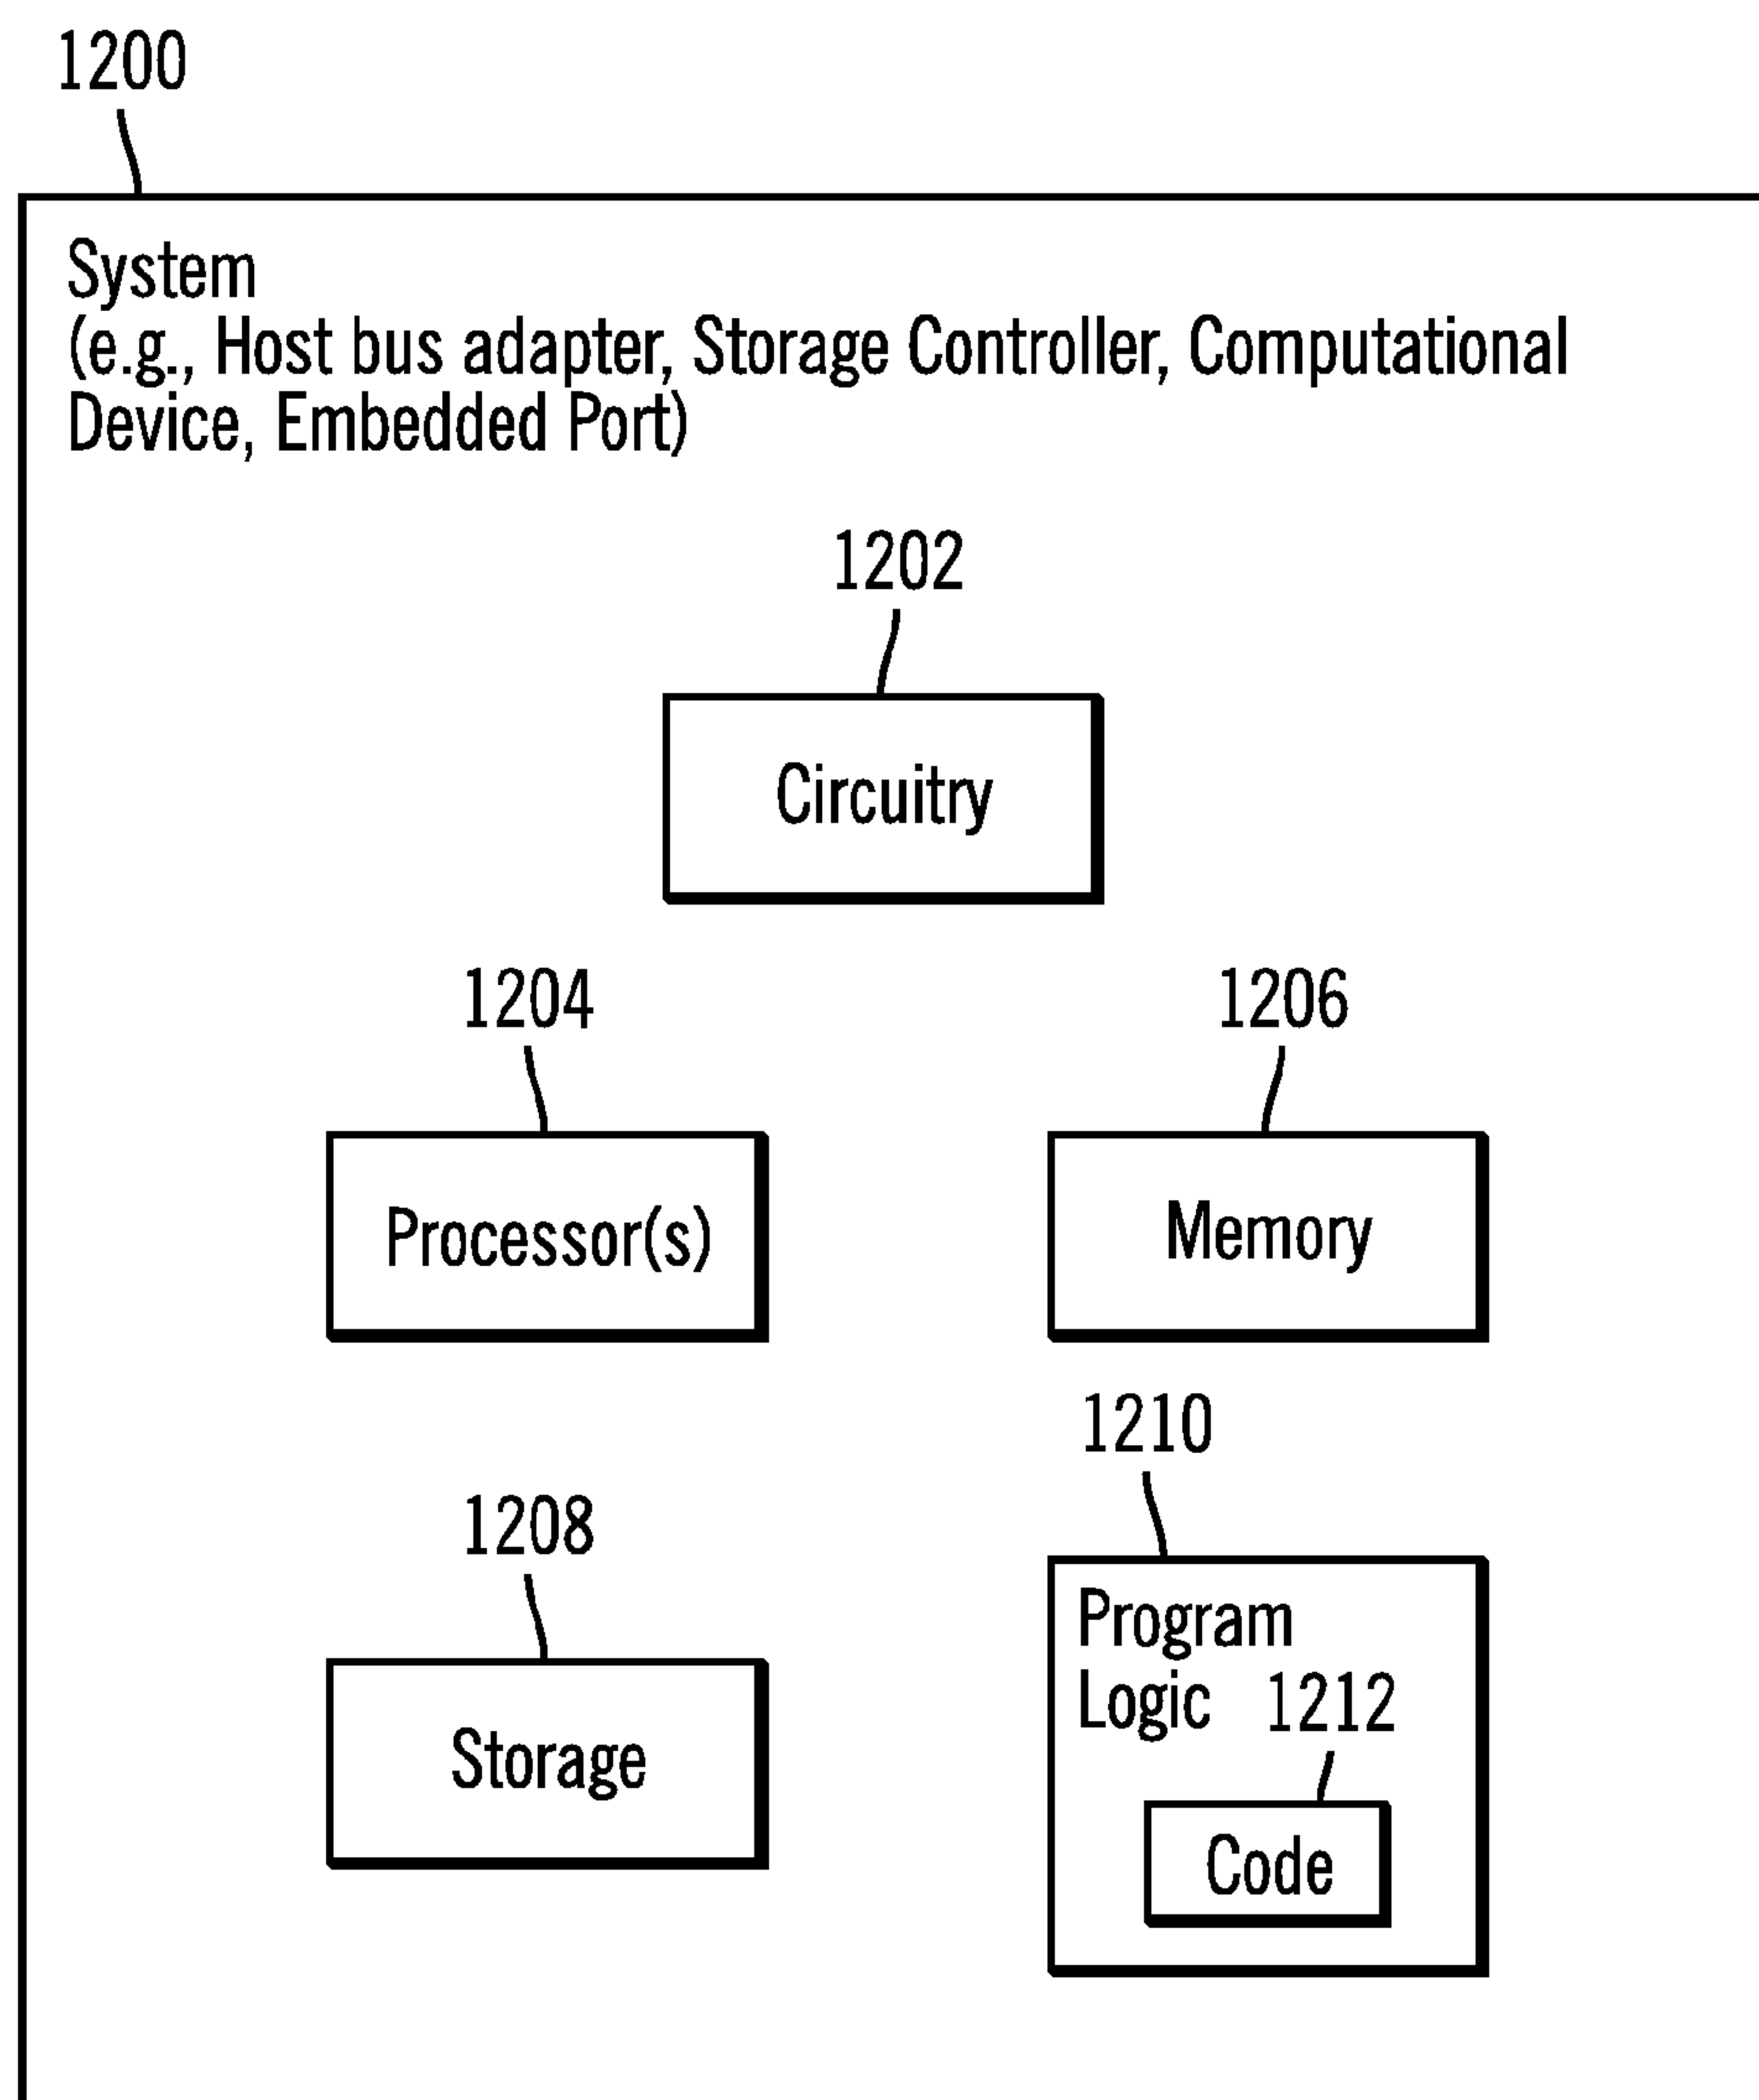 1200
System
(e.g., Host bus adapter, Storage Controller, Computational
Device, Embedded Port)
1202
Circuitry
1204
1206
Processor(s)
Memory
1210
1208
Program
Logic 1212
Storage
Code